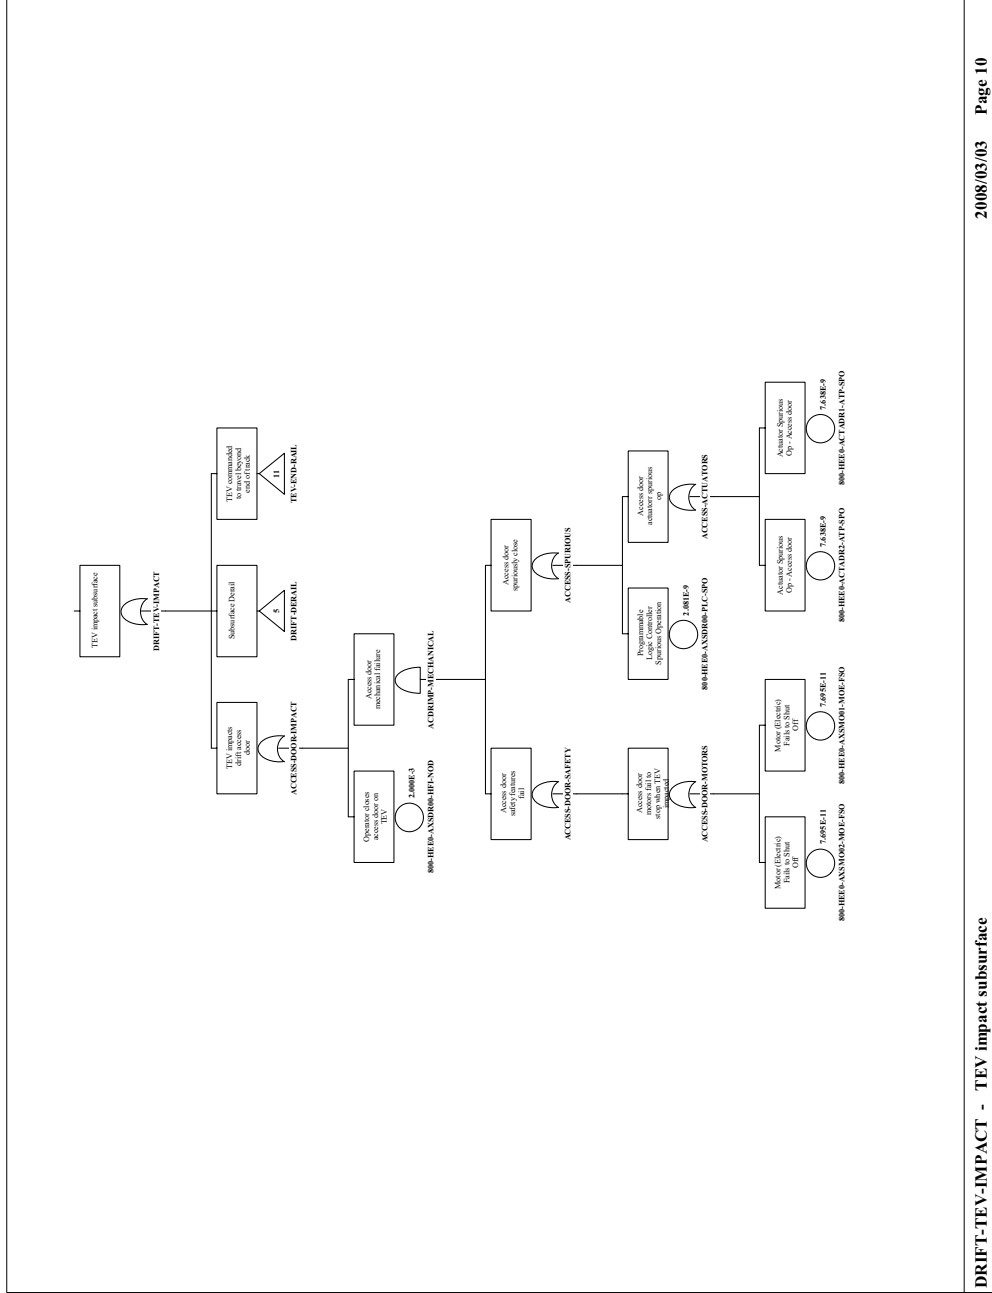 TEV impact subsurface
DRIFT-TEV-IMPACT
TEV impacts
drift access
door
ACCESS-DOOR-IMPACT
Subsurface Derail
5
DRIFT-DERAIL
TEV commanded
to travel beyond
end of track
11
TEV-END-RAIL
Operator closes
access door on
TEV
2.000E-3
800-HEE0-AXSDR00-HFI-NOD
Access door
mechanical failure
ACDRIMP-MECHANICAL
Access door
safety features
fail
ACCESS-DOOR-SAFETY
Access door
spuriously close
ACCESS-SPURIOUS
Access door
motors fail to
stop when TEV
impacted
ACCESS-DOOR-MOTORS
Programmable
Logic Controller
Spurious Operation
2.081E-9
800-HEE0-AXSDR00-PLC-SPO
Access door
actuatorr spurious
op
ACCESS-ACTUATORS
Motor (Electric)
Fails to Shut
Off
7.695E-11
800-HEE0-AXSMO02-MOE-FSO
Motor (Electric)
Fails to Shut
Off
7.695E-11
800-HEE0-AXSMO01-MOE-FSO
Actuator Spurious
Op - Access door
7.638E-9
800-HEE0-ACTADR2-ATP-SPO
Actuator Spurious
Op - Access door
7.638E-9
800-HEE0-ACTADR1-ATP-SPO
DRIFT-TEV-IMPACT - TEV impact subsurface 2008/03/03 Page 10